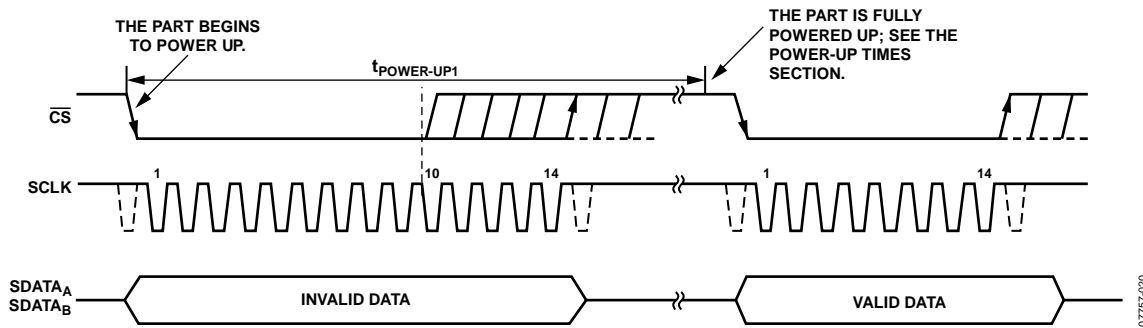 THE PART BEGINS
TO POWER UP.
THE PART IS FULLY
POWERED UP; SEE THE
POWER-UP TIMES
SECTION.
tPOWER-UP1
CS
SCLK
1
10
14
1
14
SDATAA
SDATAB
INVALID DATA
VALID DATA
07757-020